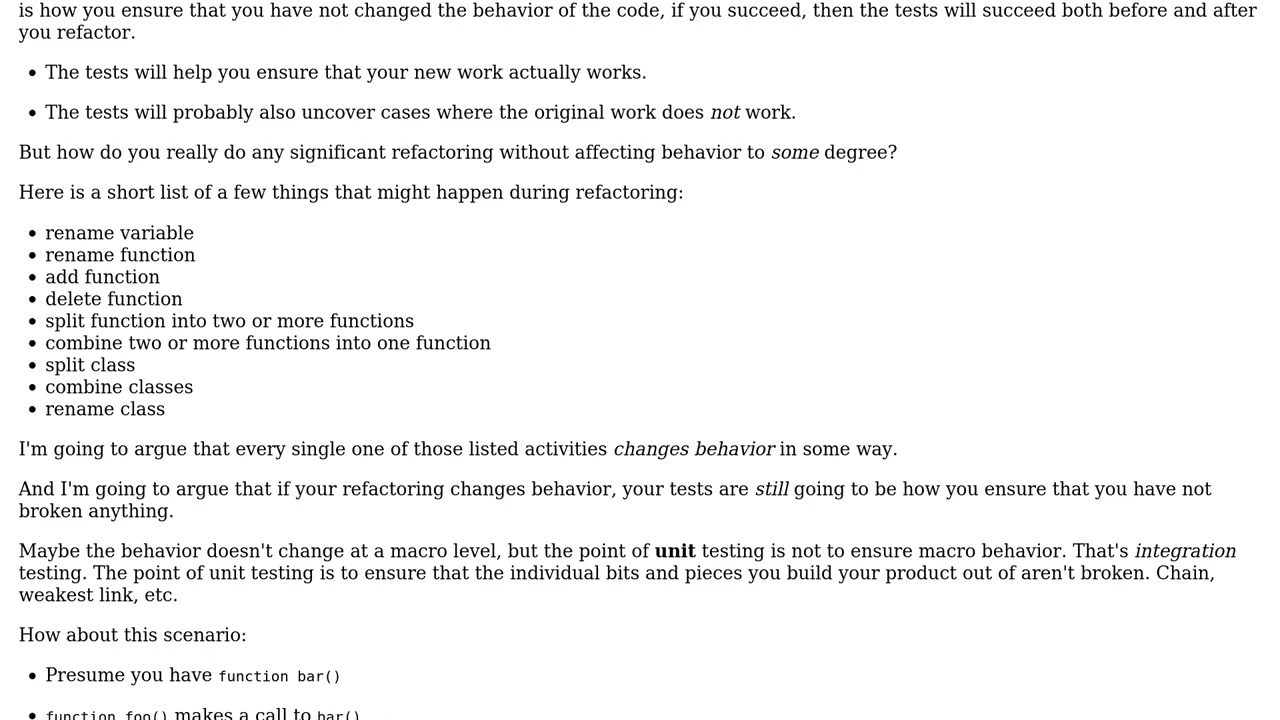 is how you ensure that you have not changed the behavior of the code, if you succeed, then the tests will succeed both before and after
you refactor.
• The tests will help you ensure that your new work actually works.
• The tests will probably also uncover cases where the original work does not work.
But how do you really do any significant refactoring without affecting behavior to some degree?
Here is a short list of a few things that might happen during refactoring:
• rename variable
• rename function
• add function
• delete function
• split function into two or more functions
• combine two or more functions into one function
• split class
• combine classes
• rename class
I'm going to argue that every single one of those listed activities changes behavior in some way.
And I'm going to argue that if your refactoring changes behavior, your tests are still going to be how you ensure that you have not
broken anything.
Maybe the behavior doesn't change at a macro level, but the point of unit testing is not to ensure macro behavior. That's integration
testing. The point of unit testing is to ensure that the individual bits and pieces you build your product out of aren't broken. Chain,
weakest link, etc.
How about this scenario:
• Presume you have function bar()
• function foo() makes a call to bar()